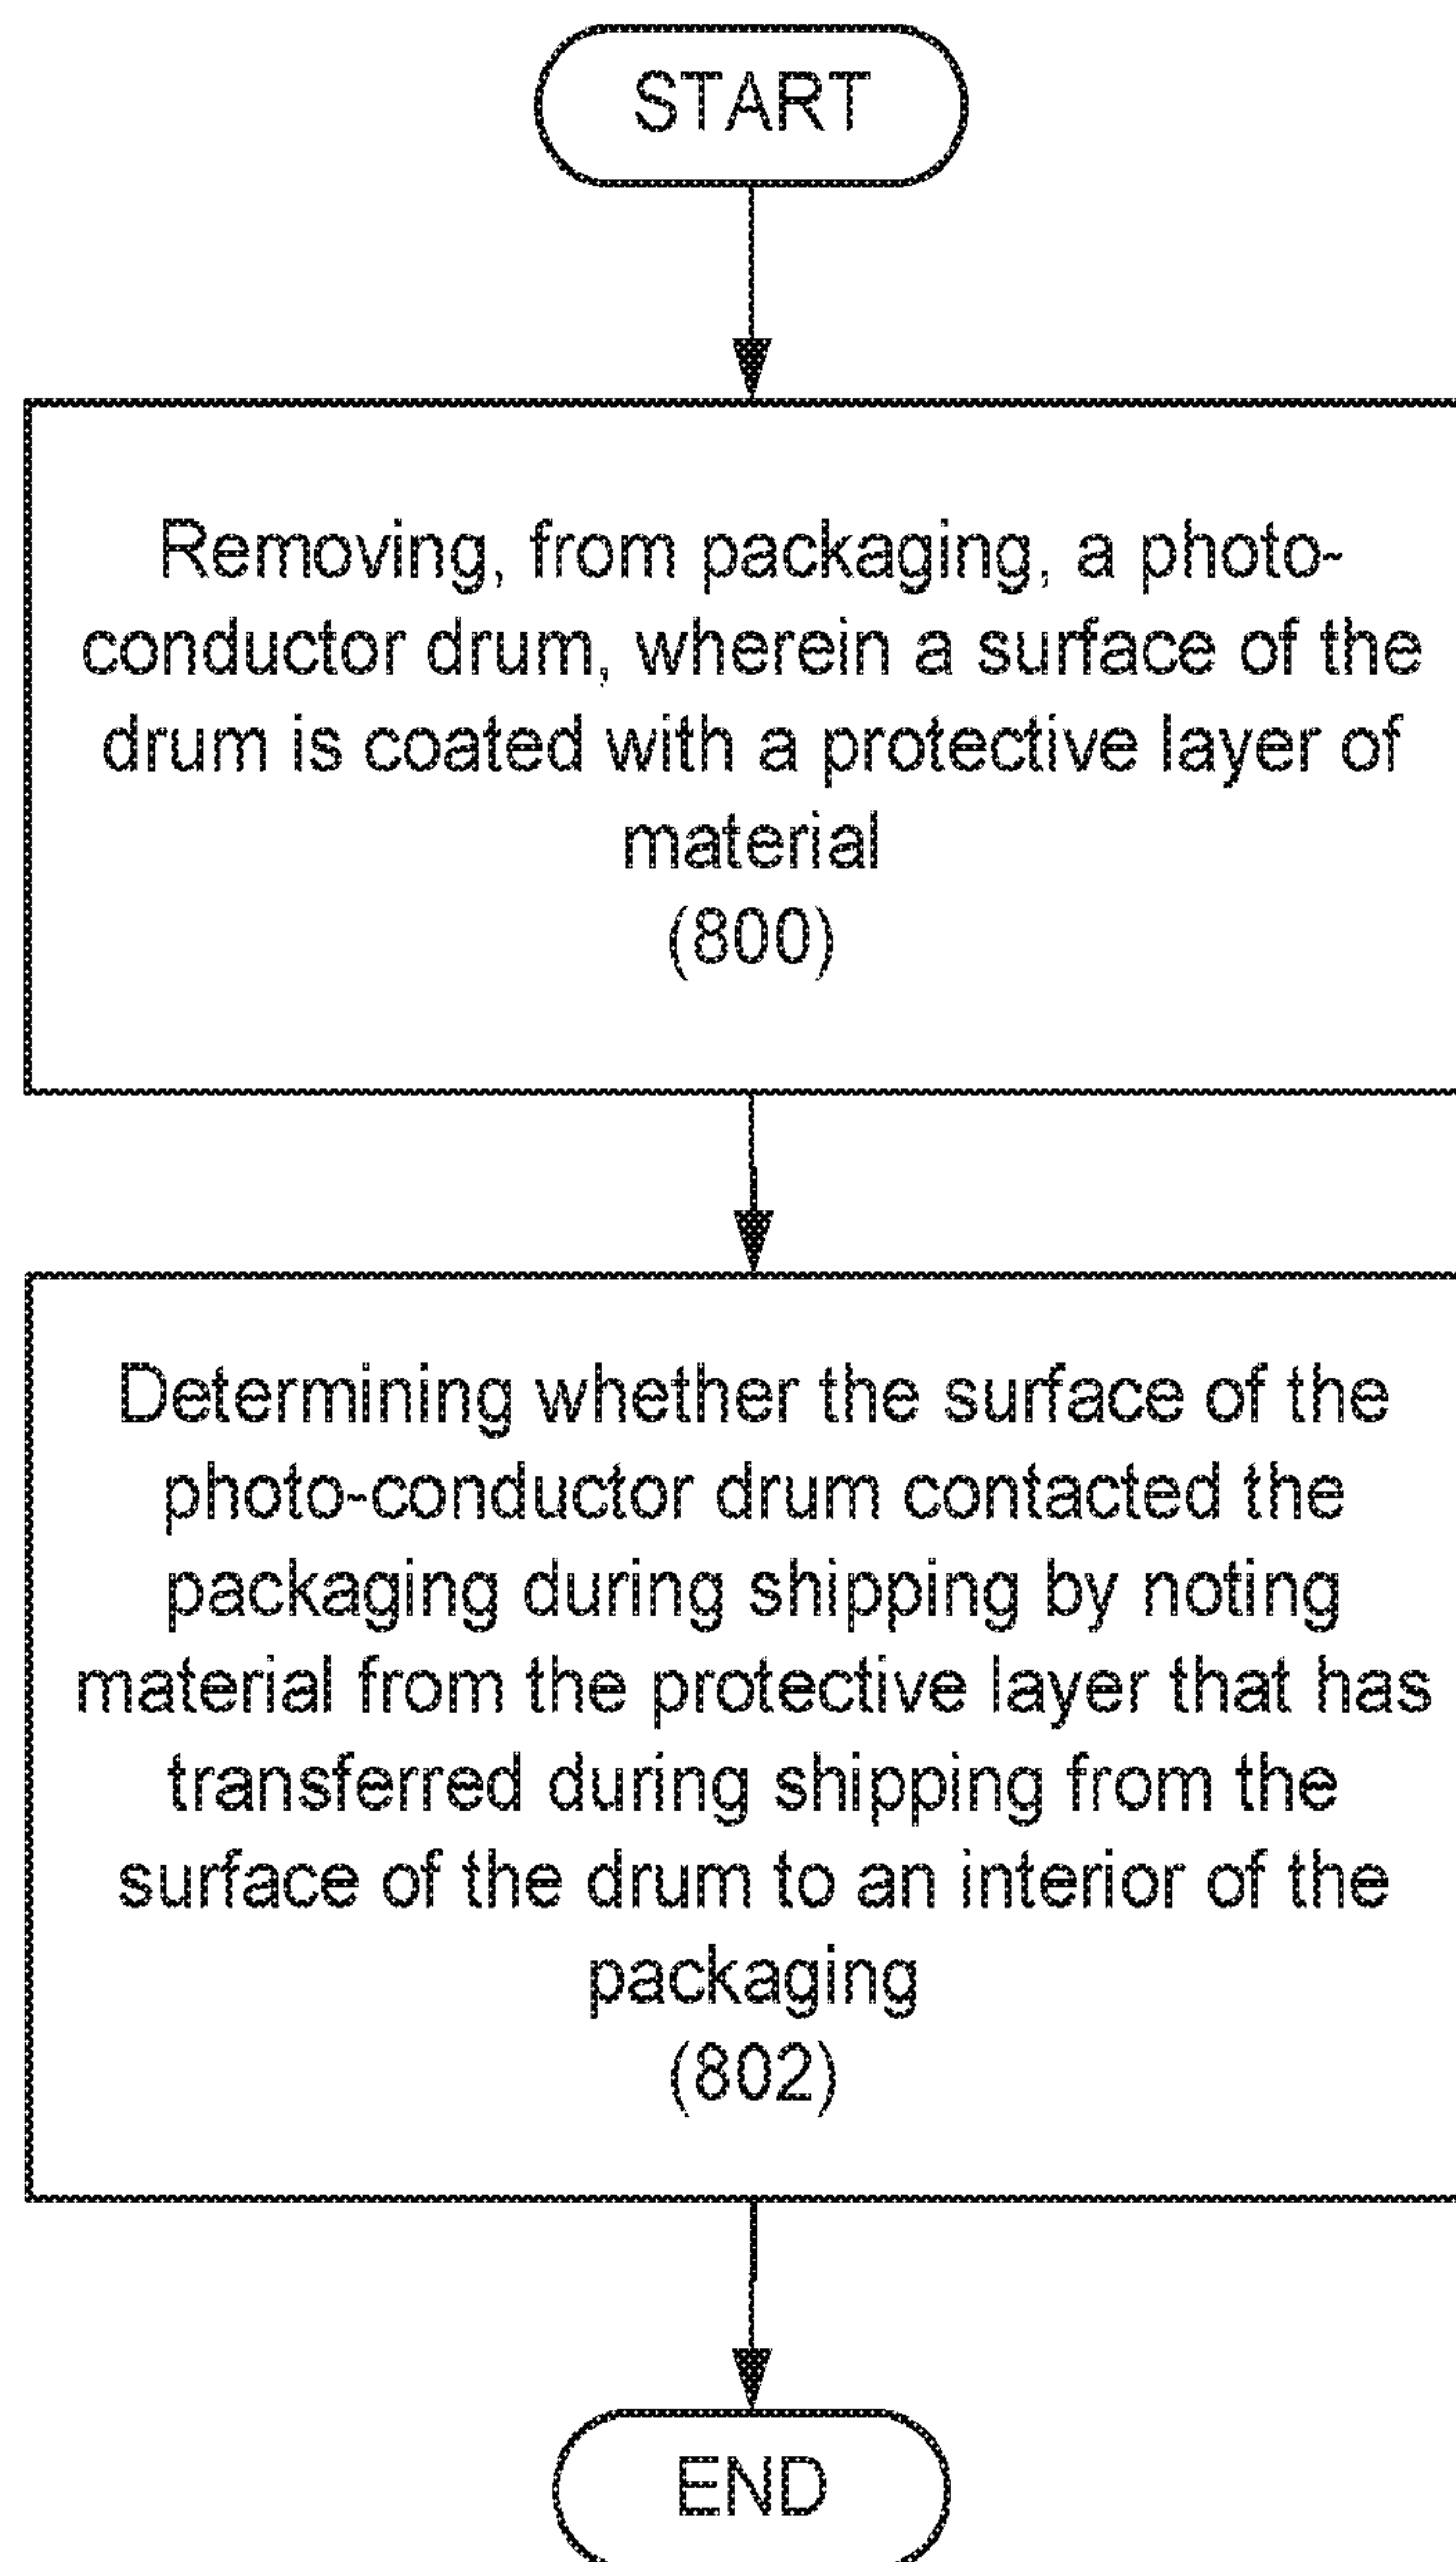 START
Removing, from packaging, a photo-
conductor drum, wherein a surface of the
drum is coated with a protective layer of
material
(800)
Determining whether the surface of the
photo-conductor drum contacted the
packaging during shipping by noting
material from the protective layer that has
transferred during shipping from the
surface of the drum to an interior of the
packaging
(802)
END